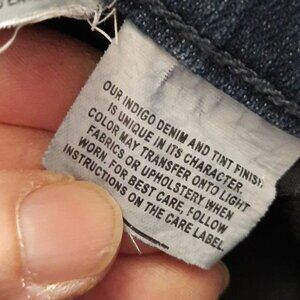 OUR INDIGO DENIM AND TINT FINISH
IS UNIQUE IN ITS CHARACTER.
COLOR MAY TRANSFER ONTO LIGHT
FABRICS OR UPHOLSTERY WHEN
WORN. FOR BEST CARE, FOLLOW
INSTRUCTIONS ON THE CARE LABEL.